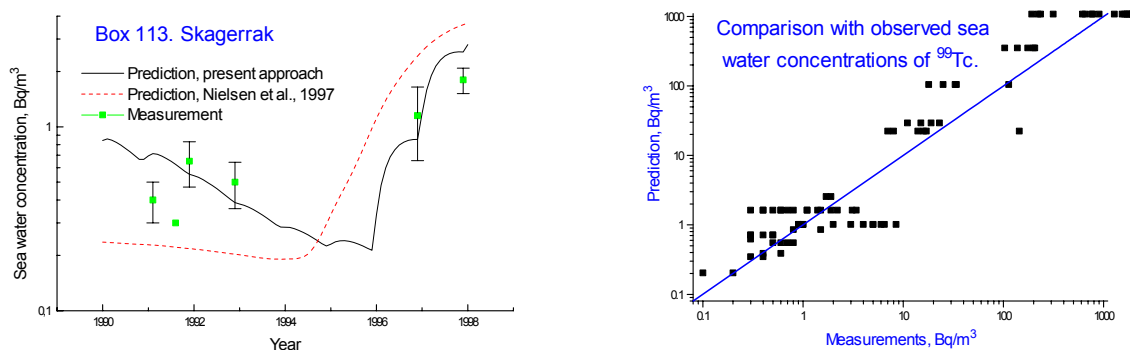 Box 113. Skagerrak
Prediction, present approach
Prediction, Nielsen et al., 1997
Measurement
Sea water concentration, Bq/m³
1
0,1
1990 1992 1994 1996 1998
Year
Comparison with observed sea
water concentrations of ⁹⁹Tc.
Prediction, Bq/m³
1000
100
10
1
0.1
0.1 1 10 100 1000
Measurements, Bq/m³